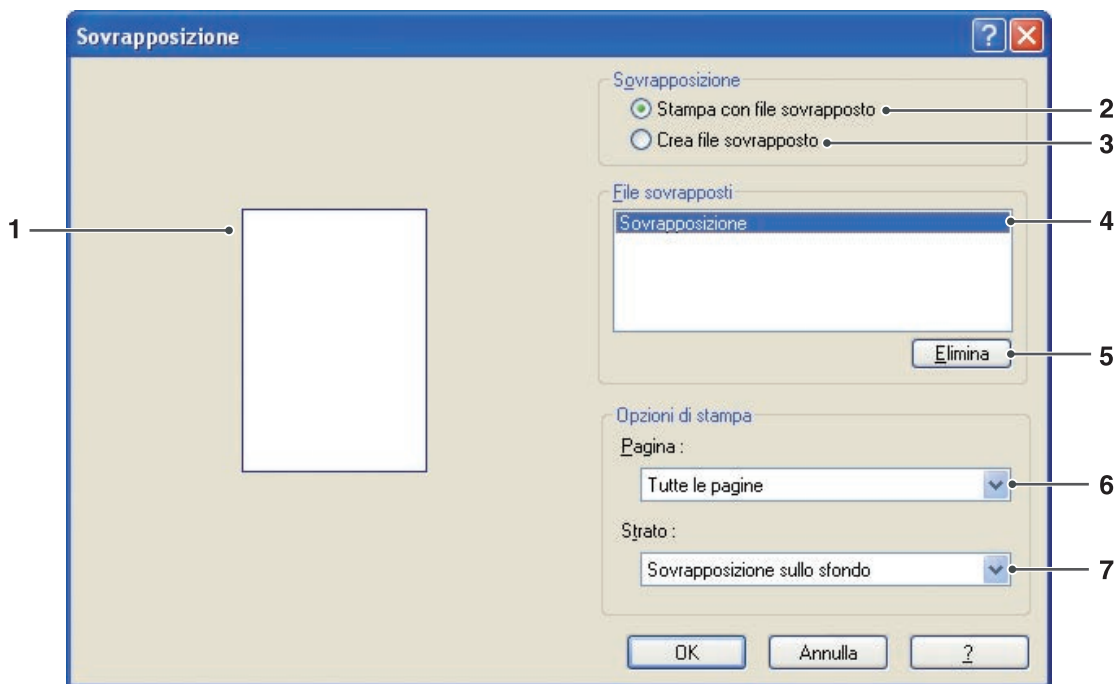 Sovrapposizione
?
Sovrapposizione
Stampa con file sovrapposto
2
Crea file sovrapposto
3
File sovrapposti
1
Sovrapposizione
4
Elimina
5
Opzioni di stampa
Pagina :
Tutte le pagine
6
Strato :
Sovrapposizione sullo sfondo
7
OK
Annulla
?